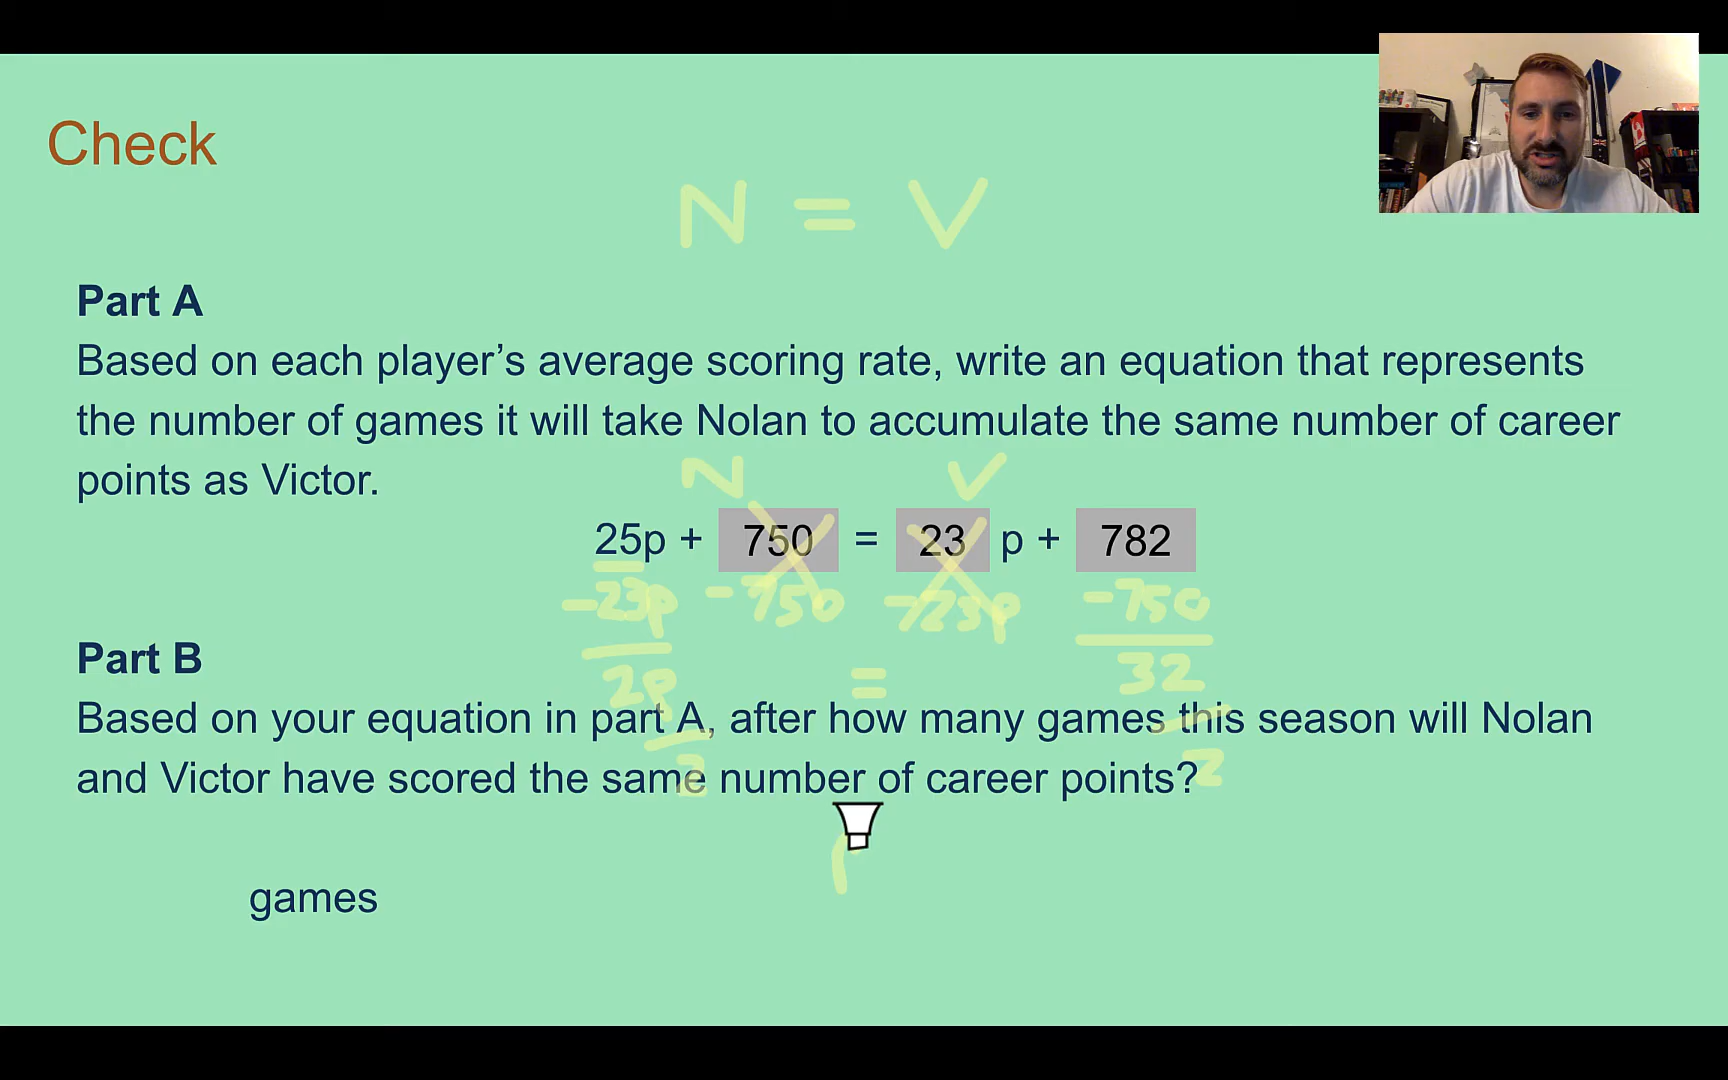 Check
N = V
Part A
Based on each player’s average scoring rate, write an equation that represents
the number of games it will take Nolan to accumulate the same number of career
points as Victor.
N V
25p + 750 = 23 p + 782
-23p -750 -23p -750
2p = 32
2 2
Part B
Based on your equation in part A, after how many games this season will Nolan
and Victor have scored the same number of career points?
games